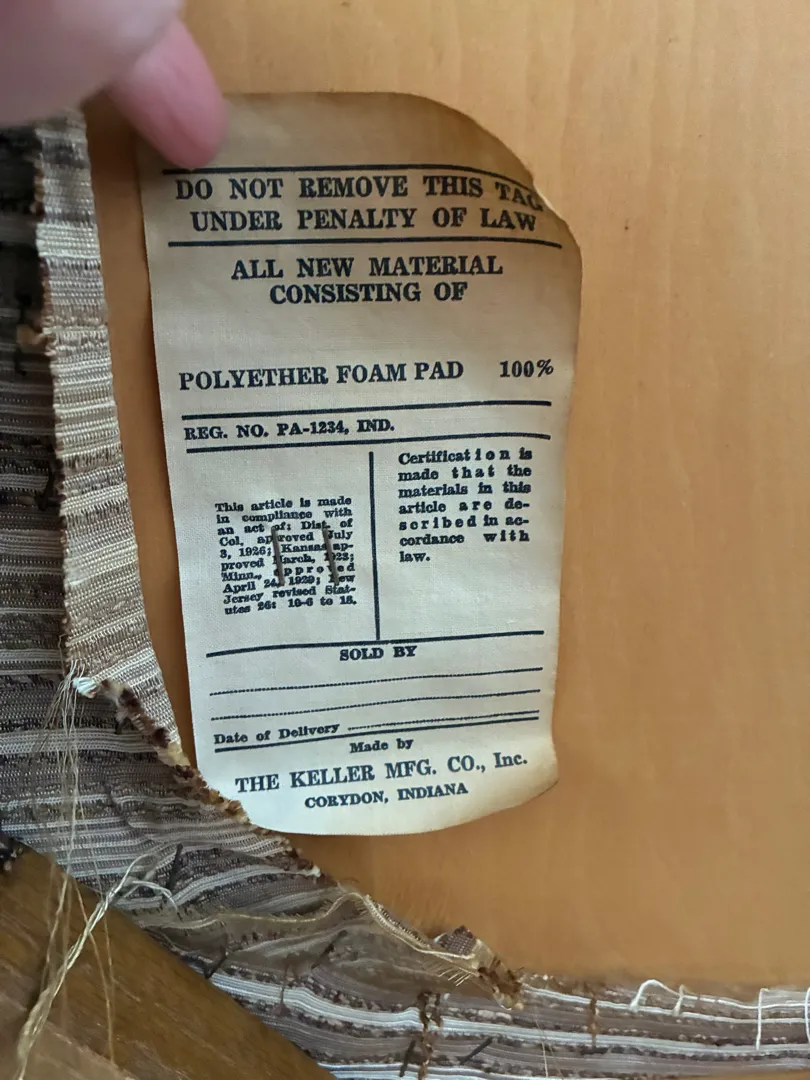 DO NOT REMOVE THIS TAG
UNDER PENALTY OF LAW
ALL NEW MATERIAL
CONSISTING OF
POLYETHER FOAM PAD 100%
REG. NO. PA-1234, IND.
This article is made
in compliance with
an act of: Dist. of
Col. approved July
3, 1926; Kansas ap-
proved March, 1923;
Minn., approved
April 24, 1929; New
Jersey revised Stat-
utes 26: 10-6 to 18.
Certification is
made that the
materials in this
article are de-
scribed in ac-
cordance with
law.
SOLD BY
Date of Delivery
Made by
THE KELLER MFG. CO., Inc.
CORYDON, INDIANA